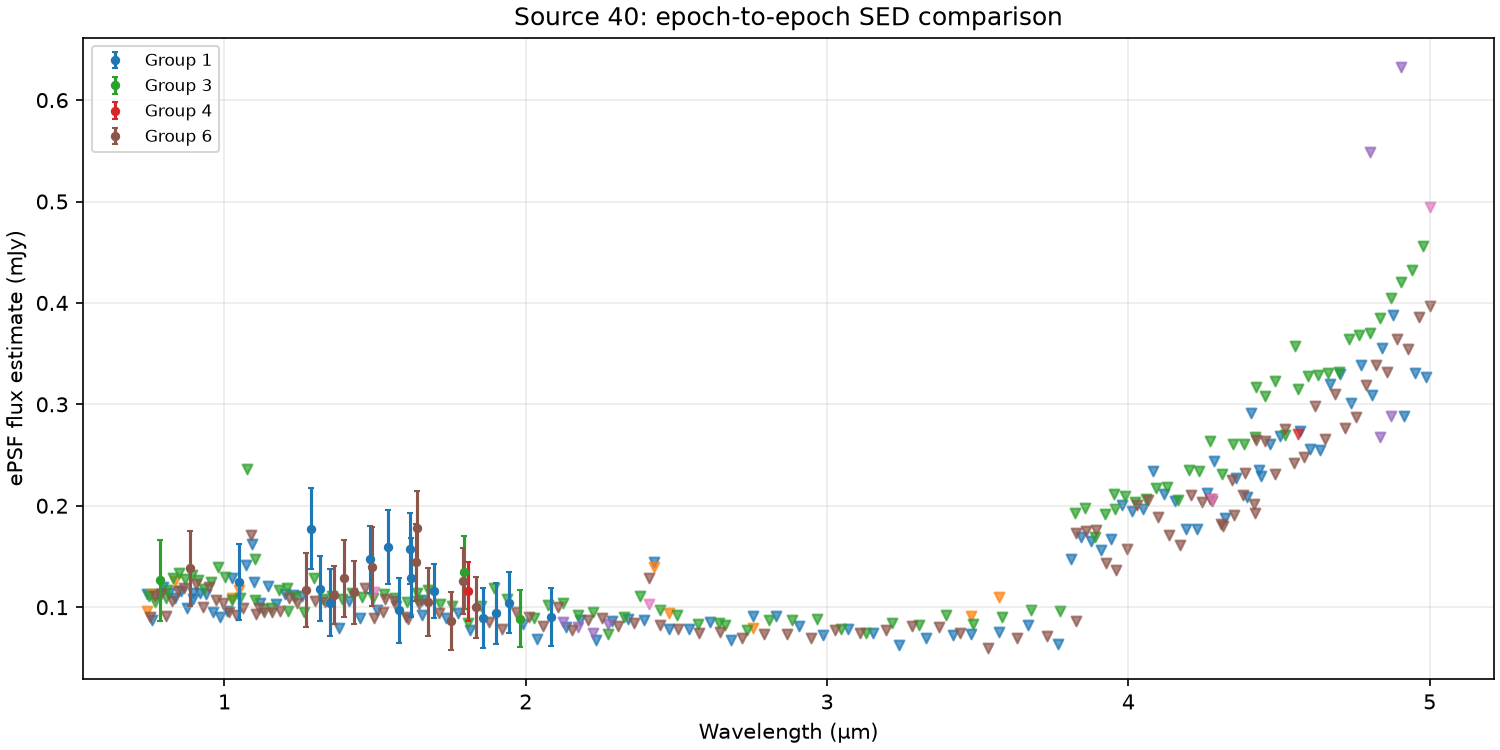 Source 40: epoch-to-epoch SED comparison
Group 1
Group 3
Group 4
Group 6
ePSF flux estimate (mJy)
0.6
0.5
0.4
0.3
0.2
0.1
1 2 3 4 5
Wavelength (µm)